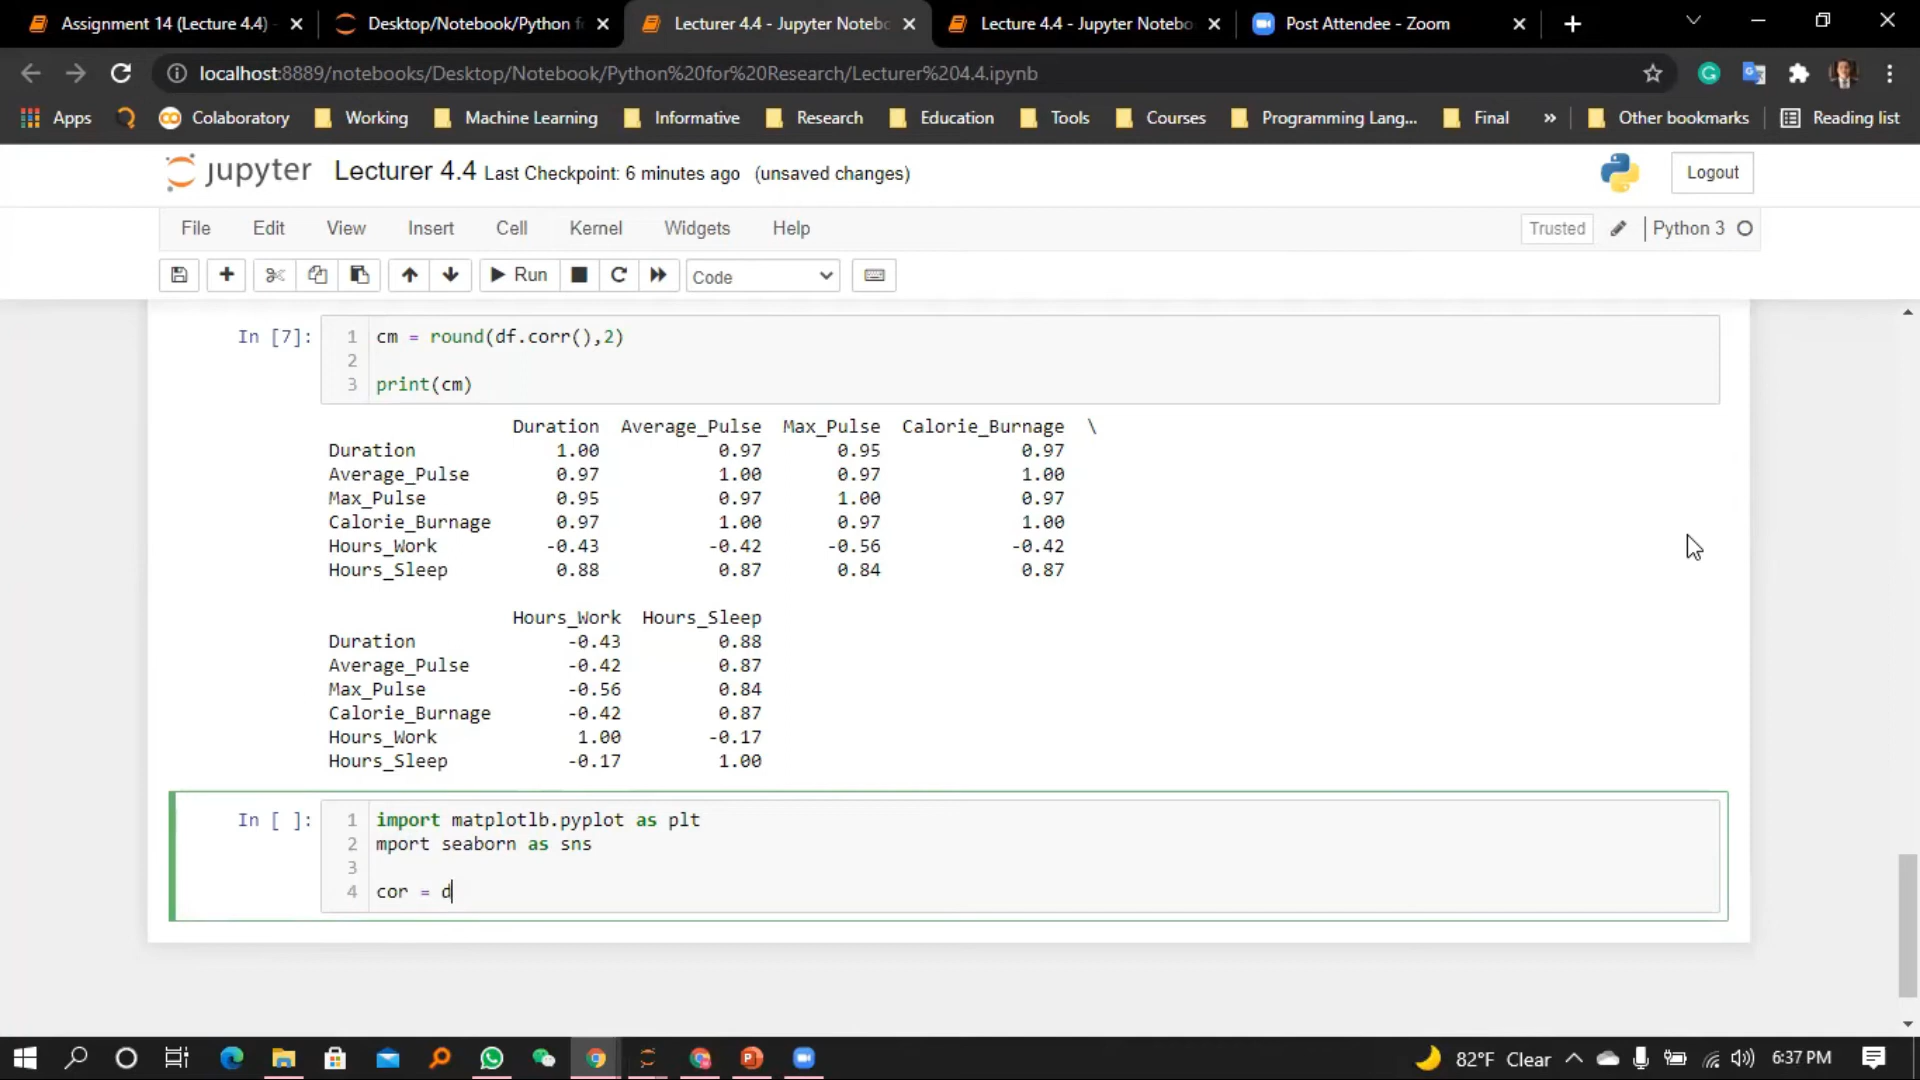 Assignment 14 (Lecture 4.4) -
Desktop/Notebook/Python f
Lecturer 4.4 - Jupyter Notebo
Lecture 4.4 - Jupyter Notebo
Post Attendee - Zoom
localhost:8889/notebooks/Desktop/Notebook/Python%20for%20Research/Lecturer%204.4.ipynb
Apps
Colaboratory
Working
Machine Learning
Informative
Research
Education
Tools
Courses
Programming Lang...
Final
»
Other bookmarks
Reading list
jupyter Lecturer 4.4 Last Checkpoint: 6 minutes ago (unsaved changes)
Logout
File Edit View Insert Cell Kernel Widgets Help
Trusted
Python 3
Run
Code
In [7]:
1 cm = round(df.corr(),2)
2
3 print(cm)
Duration Average_Pulse Max_Pulse Calorie_Burnage \
Duration 1.00 0.97 0.95 0.97
Average_Pulse 0.97 1.00 0.97 1.00
Max_Pulse 0.95 0.97 1.00 0.97
Calorie_Burnage 0.97 1.00 0.97 1.00
Hours_Work -0.43 -0.42 -0.56 -0.42
Hours_Sleep 0.88 0.87 0.84 0.87
Hours_Work Hours_Sleep
Duration -0.43 0.88
Average_Pulse -0.42 0.87
Max_Pulse -0.56 0.84
Calorie_Burnage -0.42 0.87
Hours_Work 1.00 -0.17
Hours_Sleep -0.17 1.00
In [ ]:
1 import matplotlb.pyplot as plt
2 mport seaborn as sns
3
4 cor = d
82°F Clear
6:37 PM